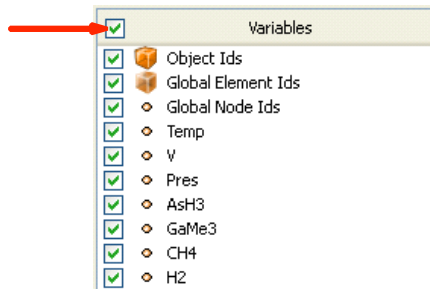 Variables
Object Ids
Global Element Ids
Global Node Ids
Temp
V
Pres
AsH3
GaMe3
CH4
H2